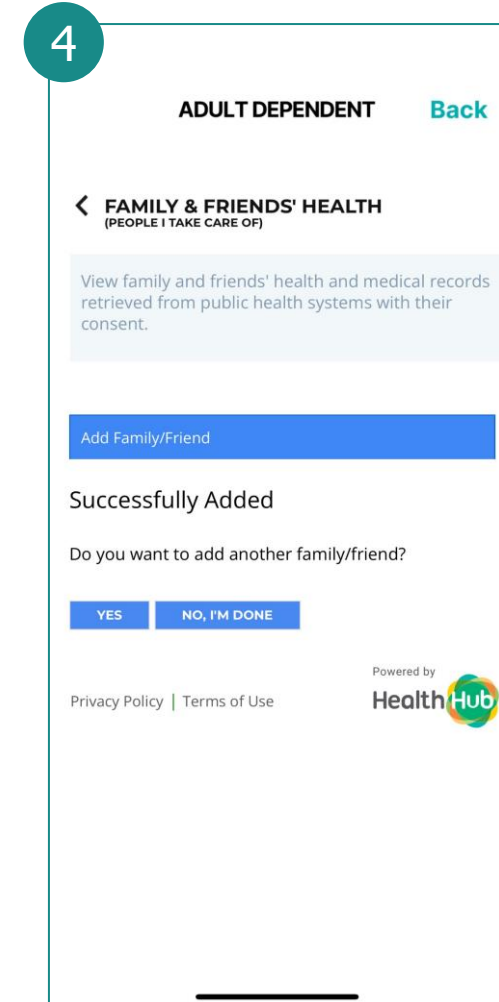 4
ADULT DEPENDENT Back
FAMILY & FRIENDS' HEALTH
(PEOPLE I TAKE CARE OF)
View family and friends' health and medical records
retrieved from public health systems with their
consent.
Add Family/Friend
Successfully Added
Do you want to add another family/friend?
YES NO, I'M DONE
Powered by
Privacy Policy | Terms of Use HealthHub